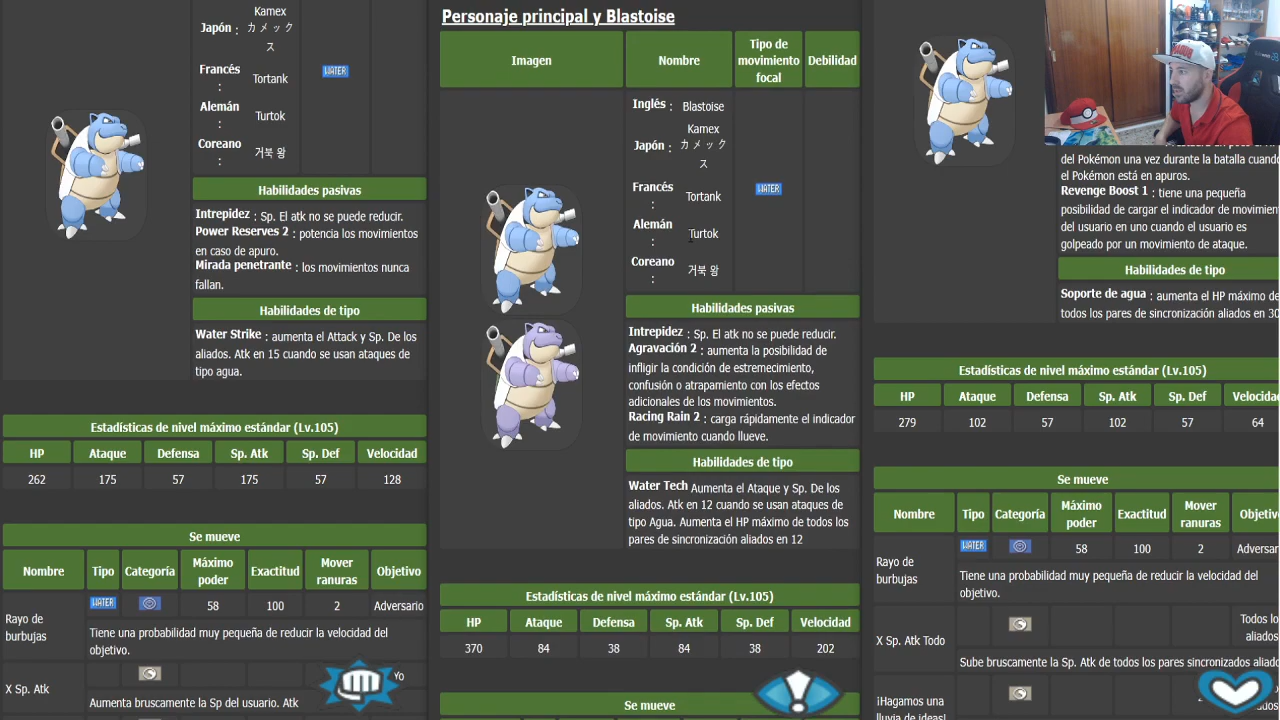 Kamex
Japón :
カメック
ス
Francés
:
Tortank
WATER
Alemán
:
Turtok
Coreano
:
거북 왕
Habilidades pasivas
Intrepidez : Sp. El atk no se puede reducir.
Power Reserves 2 : potencia los movimientos
en caso de apuro.
Mirada penetrante : los movimientos nunca
fallan.
Habilidades de tipo
Water Strike : aumenta el Attack y Sp. De los
aliados. Atk en 15 cuando se usan ataques de
tipo agua.
Estadísticas de nivel máximo estándar (Lv.105)
HP Ataque Defensa Sp. Atk Sp. Def Velocidad
262 175 57 175 57 128
Se mueve
Nombre Tipo Categoría Máximo poder Exactitud Mover ranuras Objetivo
Rayo de
burbujas
WATER 58 100 2 Adversario
Tiene una probabilidad muy pequeña de reducir la velocidad del
objetivo.
X Sp. Atk
Yo
Aumenta bruscamente la Sp del usuario. Atk
Personaje principal y Blastoise
Imagen Nombre Tipo de movimiento focal Debilidad
Inglés : Blastoise
Kamex
Japón :
カメック
ス
Francés
:
Tortank
WATER
Alemán
:
Turtok
Coreano
:
거북 왕
Habilidades pasivas
Intrepidez : Sp. El atk no se puede reducir.
Agravación 2 : aumenta la posibilidad de
infligir la condición de estremecimiento,
confusión o atrapamiento con los efectos
adicionales de los movimientos.
Racing Rain 2 : carga rápidamente el indicador
de movimiento cuando llueve.
Habilidades de tipo
Water Tech Aumenta el Ataque y Sp. De los
aliados. Atk en 12 cuando se usan ataques de
tipo Agua. Aumenta el HP máximo de todos los
pares de sincronización aliados en 12
Estadísticas de nivel máximo estándar (Lv.105)
HP Ataque Defensa Sp. Atk Sp. Def Velocidad
370 84 38 84 38 202
Se mueve
del Pokémon una vez durante la batalla cuando
el Pokémon está en apuros.
Revenge Boost 1 : tiene una pequeña
posibilidad de cargar el indicador de movimien
del usuario en uno cuando el usuario es
golpeado por un movimiento de ataque.
Habilidades de tipo
Soporte de agua : aumenta el HP máximo de
todos los pares de sincronización aliados en 30
Estadísticas de nivel máximo estándar (Lv.105)
HP Ataque Defensa Sp. Atk Sp. Def Velocida
279 102 57 102 57 64
Se mueve
Nombre Tipo Categoría Máximo poder Exactitud Mover ranuras Objetiv
Rayo de
burbujas
WATER 58 100 2 Adversar
Tiene una probabilidad muy pequeña de reducir la velocidad del
objetivo.
X Sp. Atk Todo
Todos lo
aliados
Sube bruscamente la Sp. Atk de todos los pares sincronizados aliad
¡Hagamos una
lluvia de ideas!